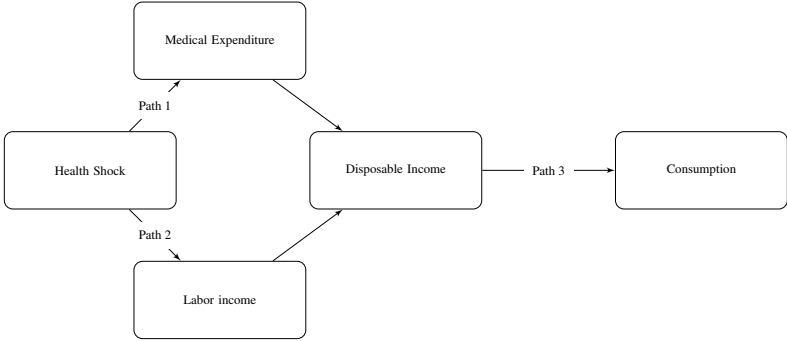 Medical Expenditure
Path 1
Health Shock
Disposable Income
Path 3
Consumption
Path 2
Labor income